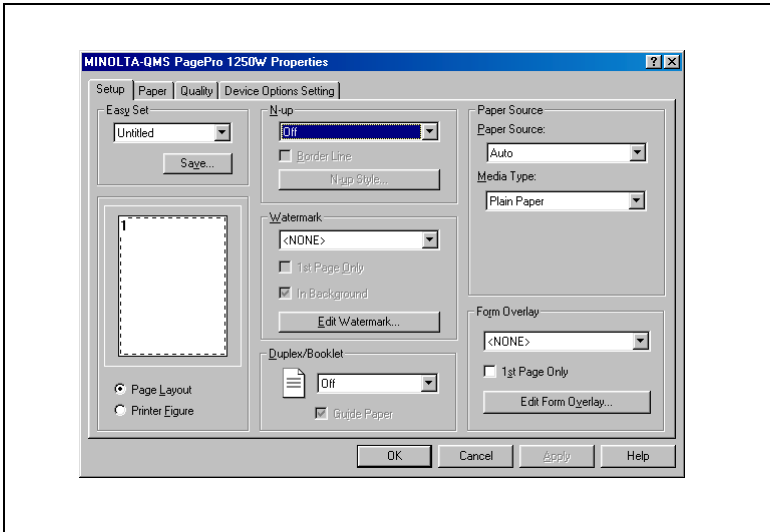 MINOLTA-QMS PagePro 1250W Properties
Setup Paper Quality Device Options Setting
Easy Set
Untitled
Save...
1
Page Layout
Printer Figure
N-up
Off
Border Line
N-up Style...
Watermark
<NONE>
1st Page Only
In Background
Edit Watermark...
Duplex/Booklet
Off
Guide Paper
Paper Source
Paper Source:
Auto
Media Type:
Plain Paper
Form Overlay
<NONE>
1st Page Only
Edit Form Overlay...
OK Cancel Apply Help